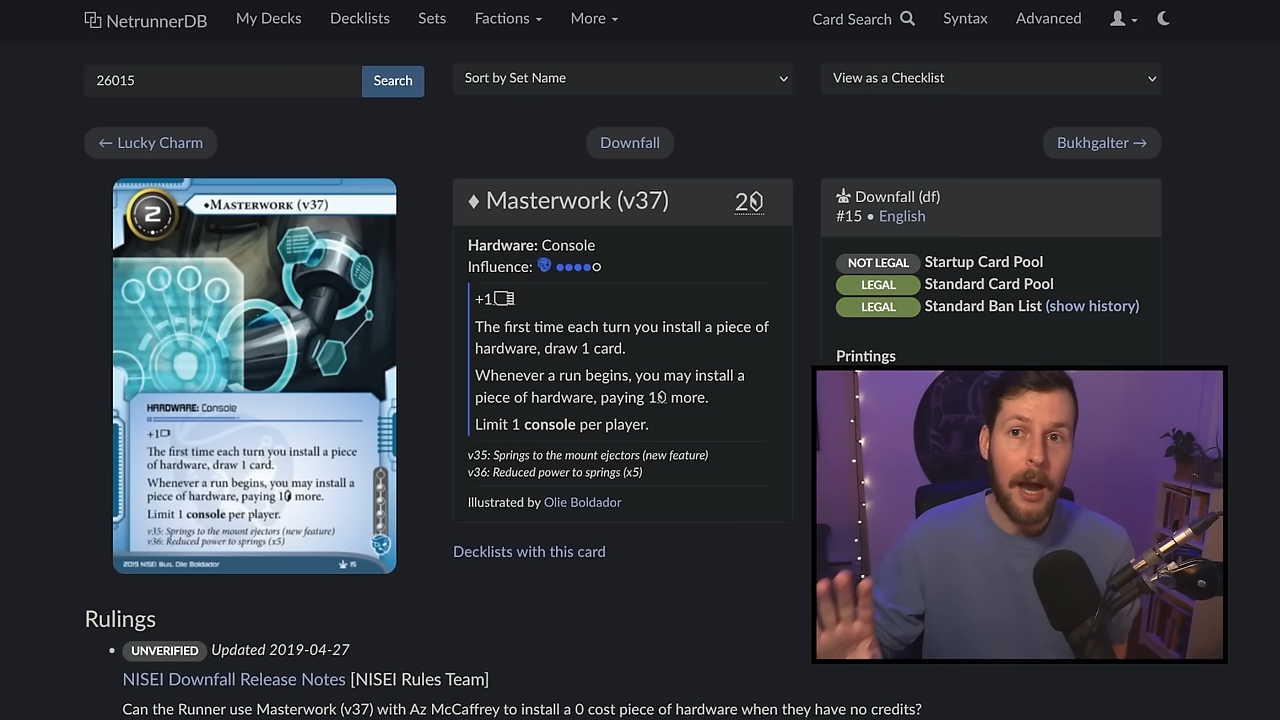 NetrunnerDB
My Decks
Decklists
Sets
Factions
More
Card Search
Syntax
Advanced
26015
Search
Sort by Set Name
View as a Checklist
← Lucky Charm
Downfall
Bukhgalter →
2
♦Masterwork (v37)
HARDWARE: Console
+1
The first time each turn you install a piece
of hardware, draw 1 card.
Whenever a run begins, you may install a
piece of hardware, paying 1 more.
Limit 1 console per player.
v35: Springs to the mount ejectors (new feature)
v36: Reduced power to springs (x5)
2019 NISEI Illus. Olie Boldador
15
♦ Masterwork (v37)
2
Hardware: Console
Influence:
+1
The first time each turn you install a piece of
hardware, draw 1 card.
Whenever a run begins, you may install a
piece of hardware, paying 1 more.
Limit 1 console per player.
v35: Springs to the mount ejectors (new feature)
v36: Reduced power to springs (x5)
Illustrated by Olie Boldador
Decklists with this card
Downfall (df)
#15 • English
NOT LEGAL Startup Card Pool
LEGAL Standard Card Pool
LEGAL Standard Ban List (show history)
Printings
Rulings
• UNVERIFIED Updated 2019-04-27
NISEI Downfall Release Notes [NISEI Rules Team]
Can the Runner use Masterwork (v37) with Az McCaffrey to install a 0 cost piece of hardware when they have no credits?